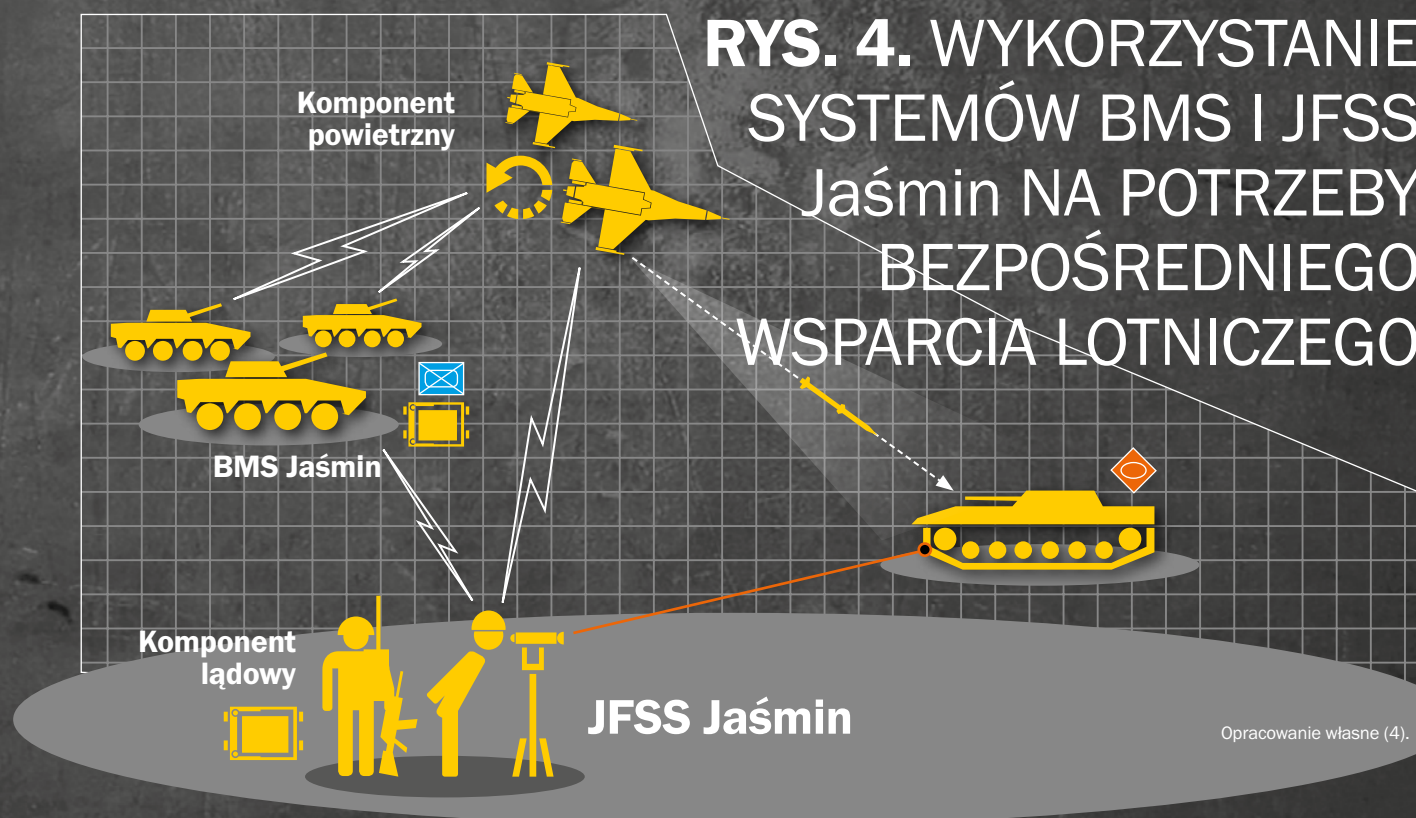 RYS. 4. WYKORZYSTANIE
SYSTEMÓW BMS I JFSS
Jaśmin NA POTRZEBY
BEZPOŚREDNIEGO
WSPARCIA LOTNICZEGO
Komponent
powietrzny
BMS Jaśmin
Komponent
lądowy
JFSS Jaśmin
Opracowanie własne (4).